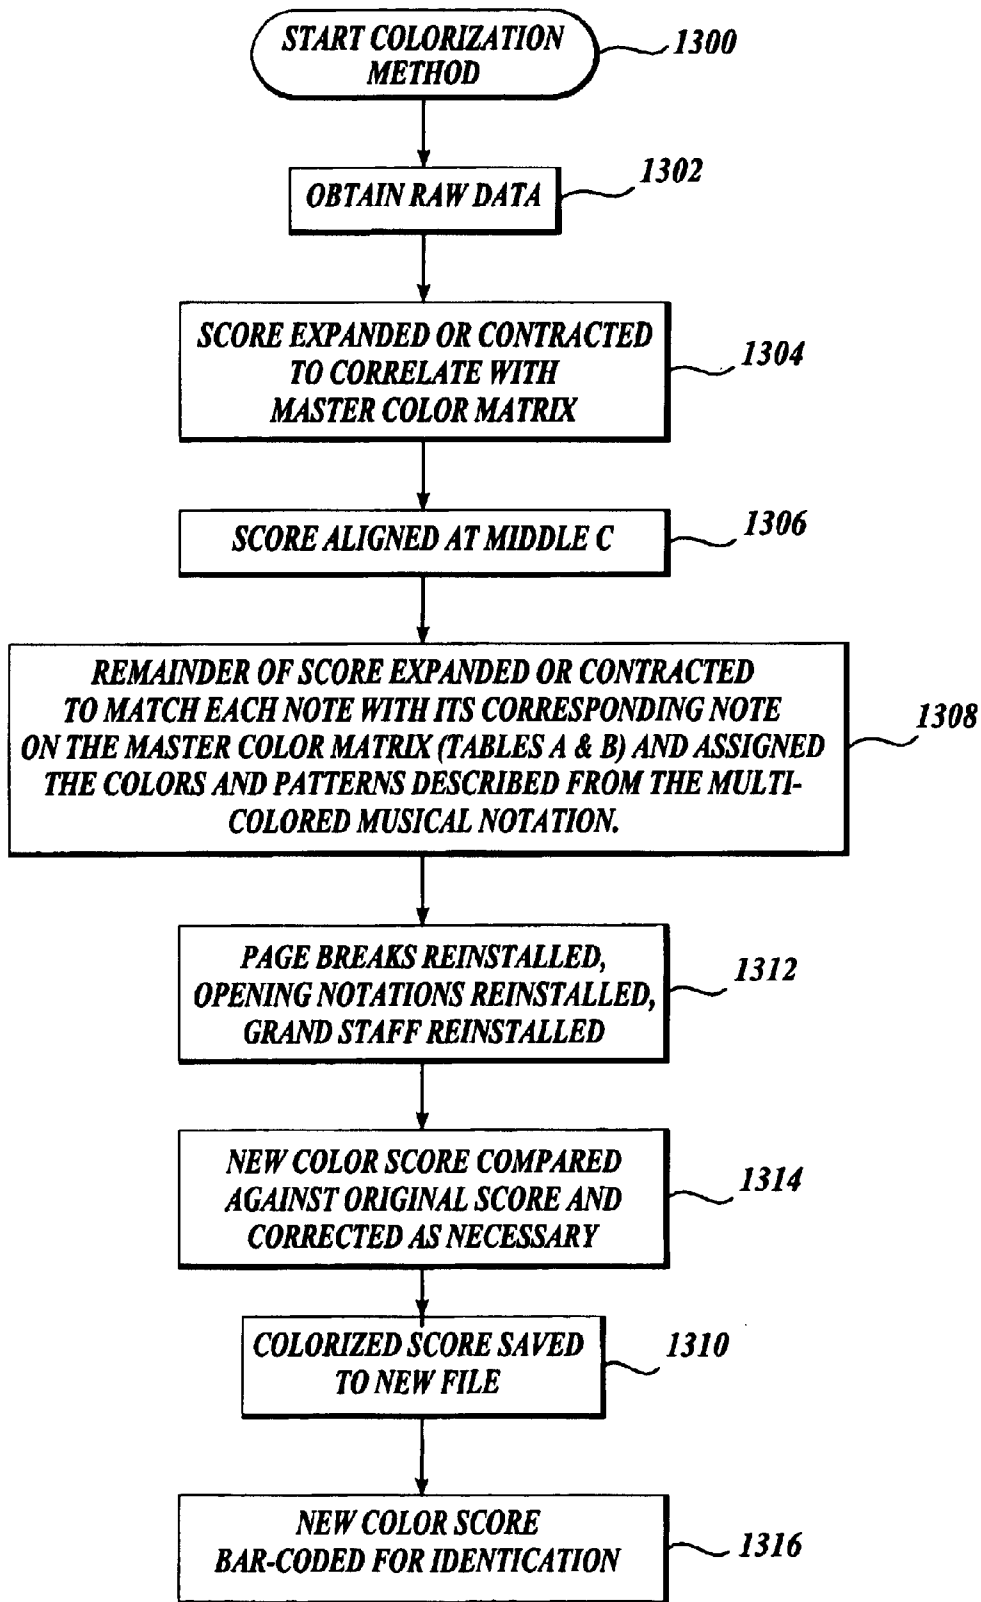 START COLORIZATION
METHOD
1300
OBTAIN RAW DATA
1302
SCORE EXPANDED OR CONTRACTED
TO CORRELATE WITH
MASTER COLOR MATRIX
1304
SCORE ALIGNED AT MIDDLE C
1306
REMAINDER OF SCORE EXPANDED OR CONTRACTED
TO MATCH EACH NOTE WITH ITS CORRESPONDING NOTE
ON THE MASTER COLOR MATRIX (TABLES A & B) AND ASSIGNED
THE COLORS AND PATTERNS DESCRIBED FROM THE MULTI-
COLORED MUSICAL NOTATION.
1308
PAGE BREAKS REINSTALLED,
OPENING NOTATIONS REINSTALLED,
GRAND STAFF REINSTALLED
1312
NEW COLOR SCORE COMPARED
AGAINST ORIGINAL SCORE AND
CORRECTED AS NECESSARY
1314
COLORIZED SCORE SAVED
TO NEW FILE
1310
NEW COLOR SCORE
BAR-CODED FOR IDENTICATION
1316